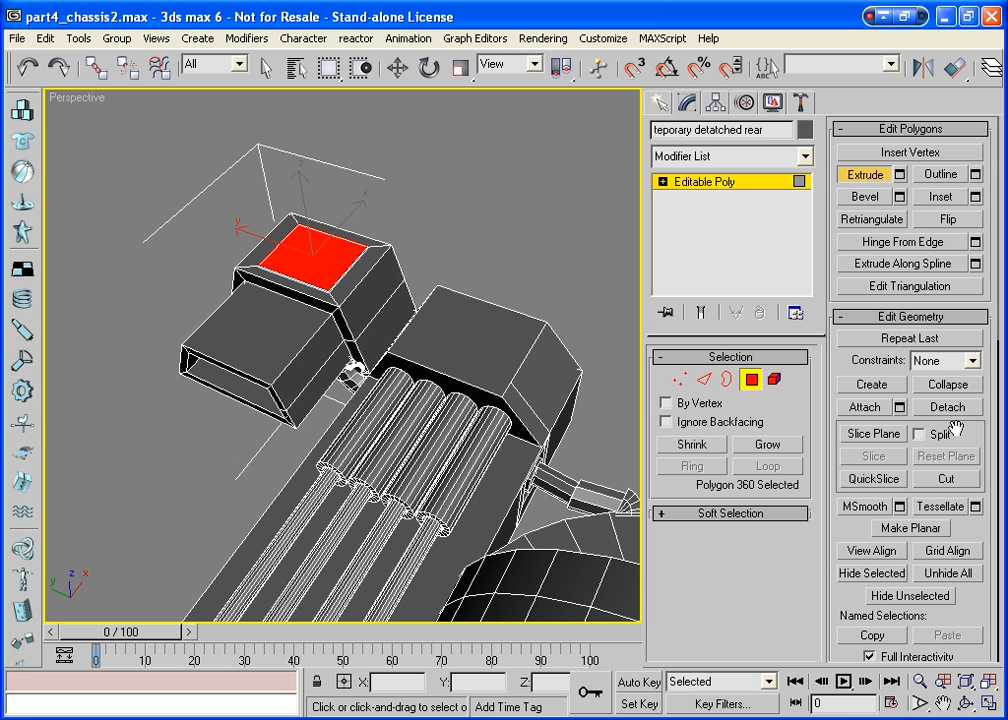 part4_chassis2.max - 3ds max 6 - Not for Resale - Stand-alone License
File Edit Tools Group Views Create Modifiers Character reactor Animation Graph Editors Rendering Customize MAXScript Help
All View 3 % ABC
Perspective
teporary detatched rear
Modifier List
Editable Poly
Selection
By Vertex
Ignore Backfacing
Shrink Grow
Ring Loop
Polygon 360 Selected
Soft Selection
Edit Polygons
Insert Vertex
Extrude Outline
Bevel Inset
Retriangulate Flip
Hinge From Edge
Extrude Along Spline
Edit Triangulation
Edit Geometry
Repeat Last
Constraints: None
Create Collapse
Attach Detach
Slice Plane Split
Slice Reset Plane
QuickSlice Cut
MSmooth Tessellate
Make Planar
View Align Grid Align
Hide Selected Unhide All
Hide Unselected
Named Selections:
Copy Paste
Full Interactivity
z x y
z x y
< 0 / 100 >
0 10 20 30 40 50 60 70 80 90 100
X: Y: Z:
Auto Key Selected
Click or click-and-drag to select o Add Time Tag
Set Key Key Filters... 0